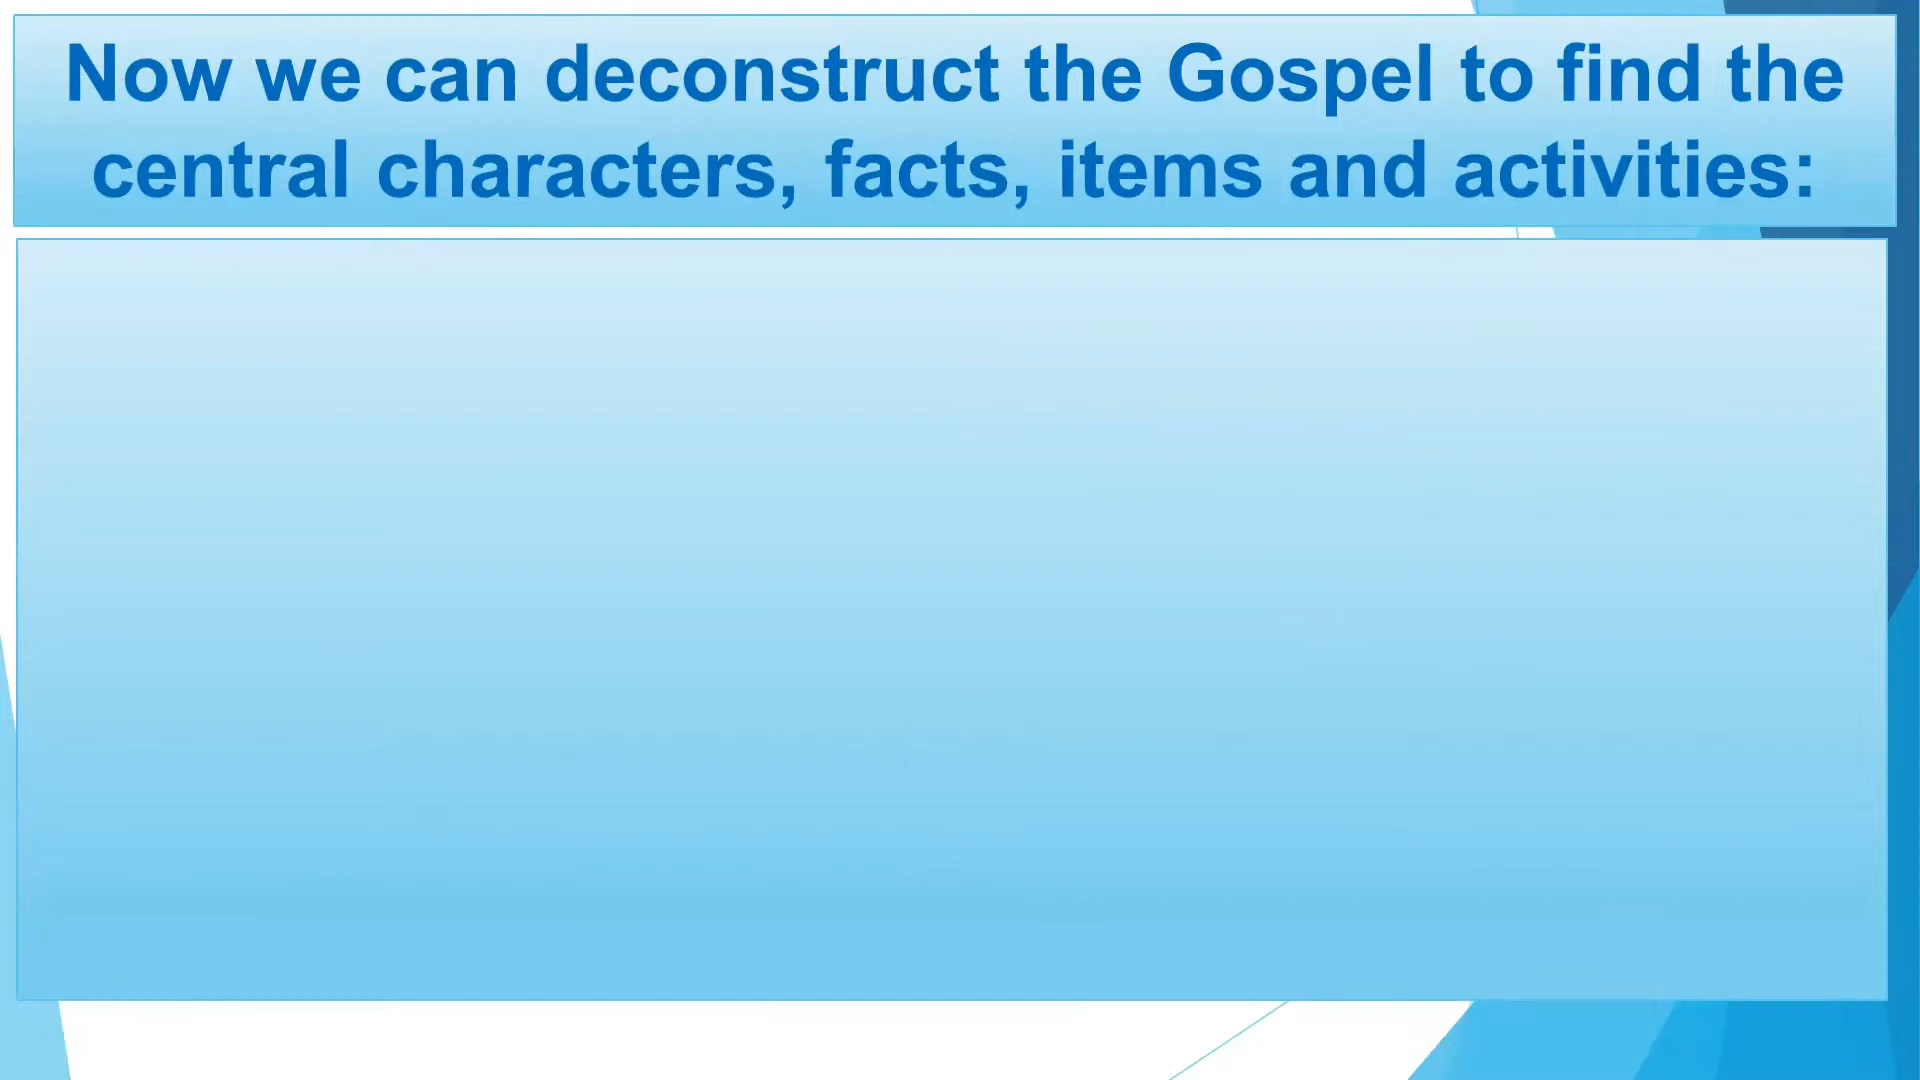 Now we can deconstruct the Gospel to find the
central characters, facts, items and activities: